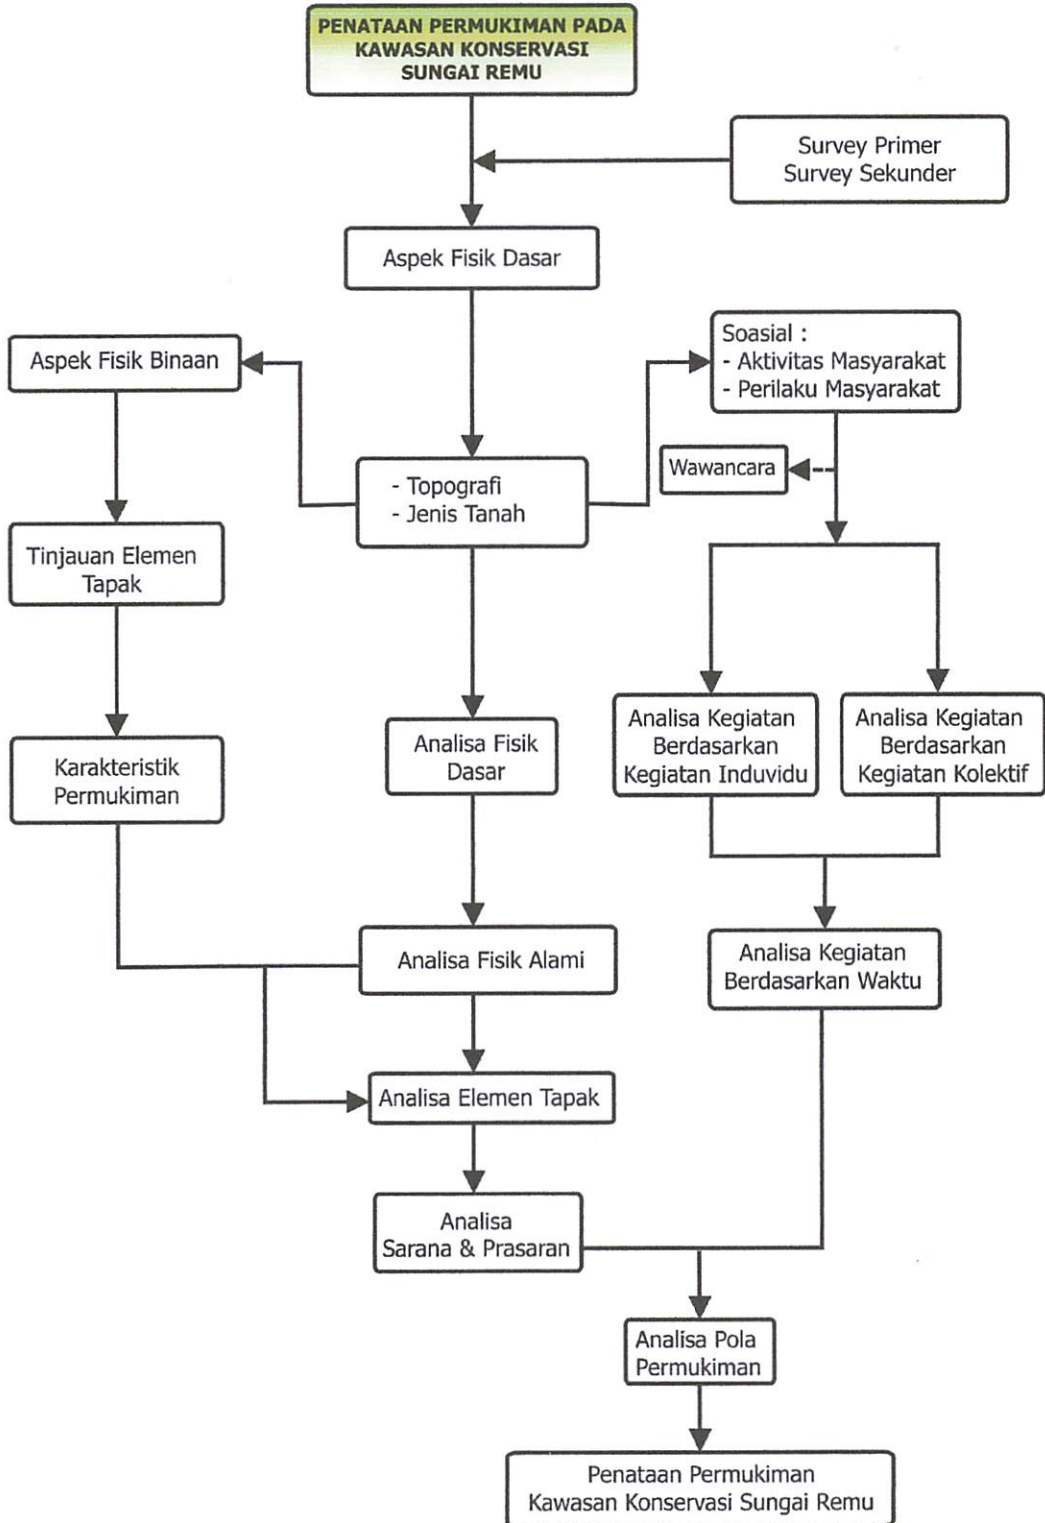 PENATAAN PERMUKIMAN PADA
KAWASAN KONSERVASI
SUNGAI REMU
Survey Primer
Survey Sekunder
Aspek Fisik Dasar
Aspek Fisik Binaan
Soasial :
- Aktivitas Masyarakat
- Perilaku Masyarakat
Wawancara
- Topografi
- Jenis Tanah
Tinjauan Elemen
Tapak
Analisa Kegiatan
Berdasarkan
Kegiatan Induvidu
Analisa Kegiatan
Berdasarkan
Kegiatan Kolektif
Analisa Fisik
Dasar
Karakteristik
Permukiman
Analisa Fisik Alami
Analisa Kegiatan
Berdasarkan Waktu
Analisa Elemen Tapak
Analisa
Sarana & Prasaran
Analisa Pola
Permukiman
Penataan Permukiman
Kawasan Konservasi Sungai Remu